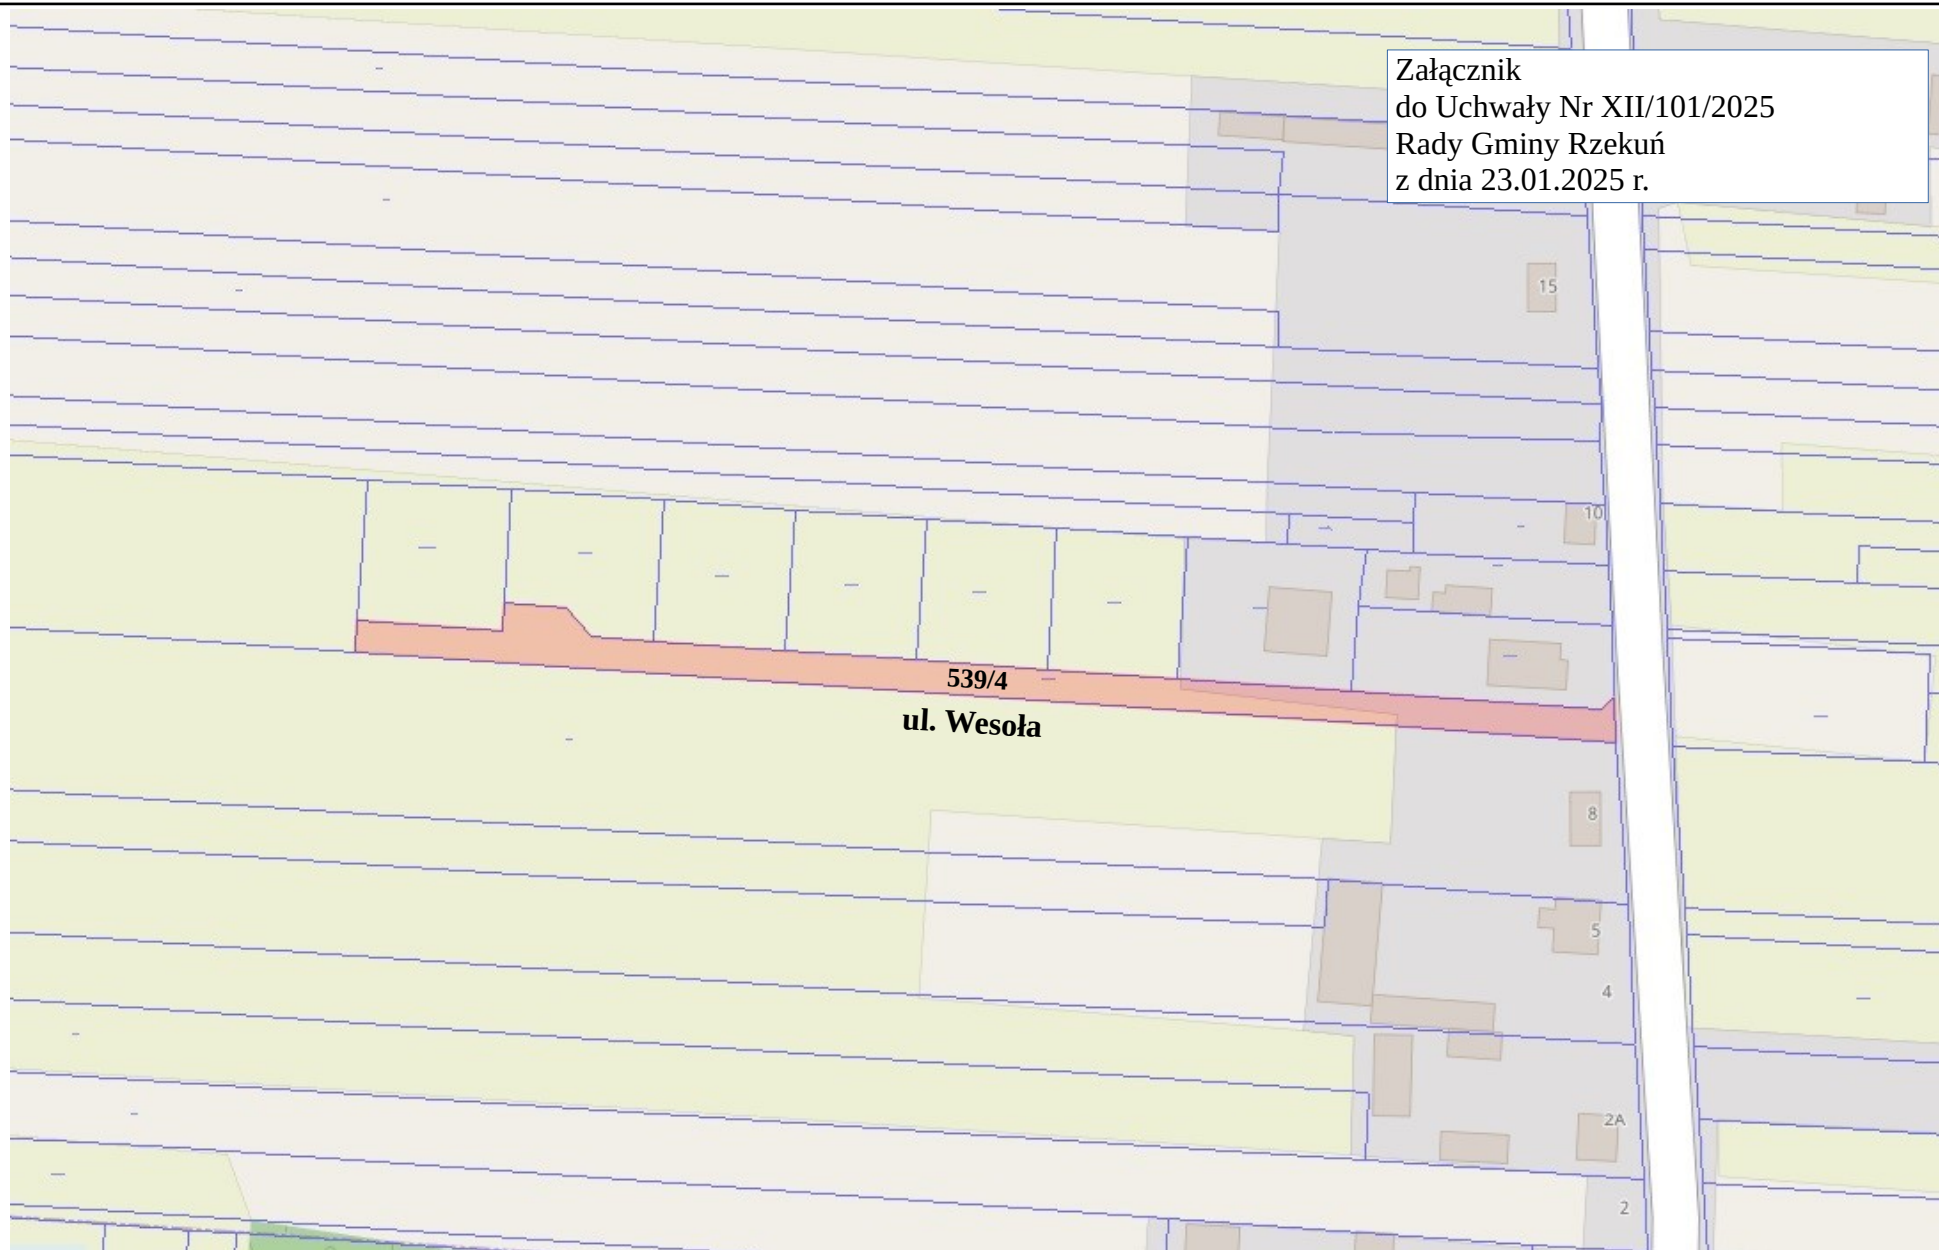 Załącznik
do Uchwały Nr XII/101/2025
Rady Gminy Rzekuń
z dnia 23.01.2025 r.
15
10
539/4
ul. Wesoła
8
5
4
2A
2